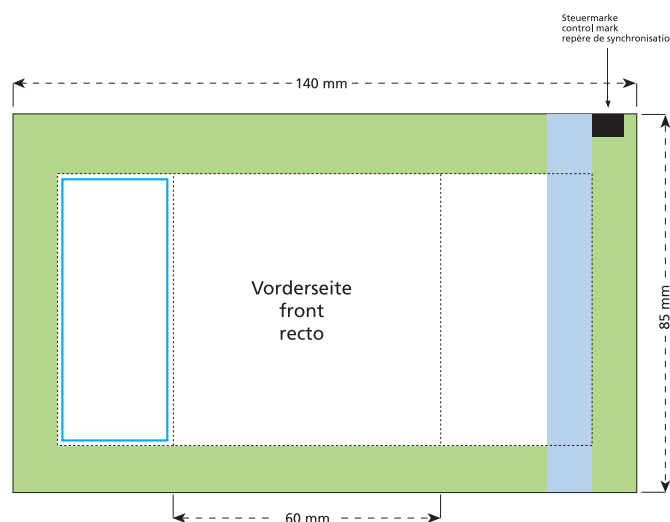 Steuermarke
control mark
repère de synchronisatio
140 mm
Vorderseite
front
recto
85 mm
60 mm